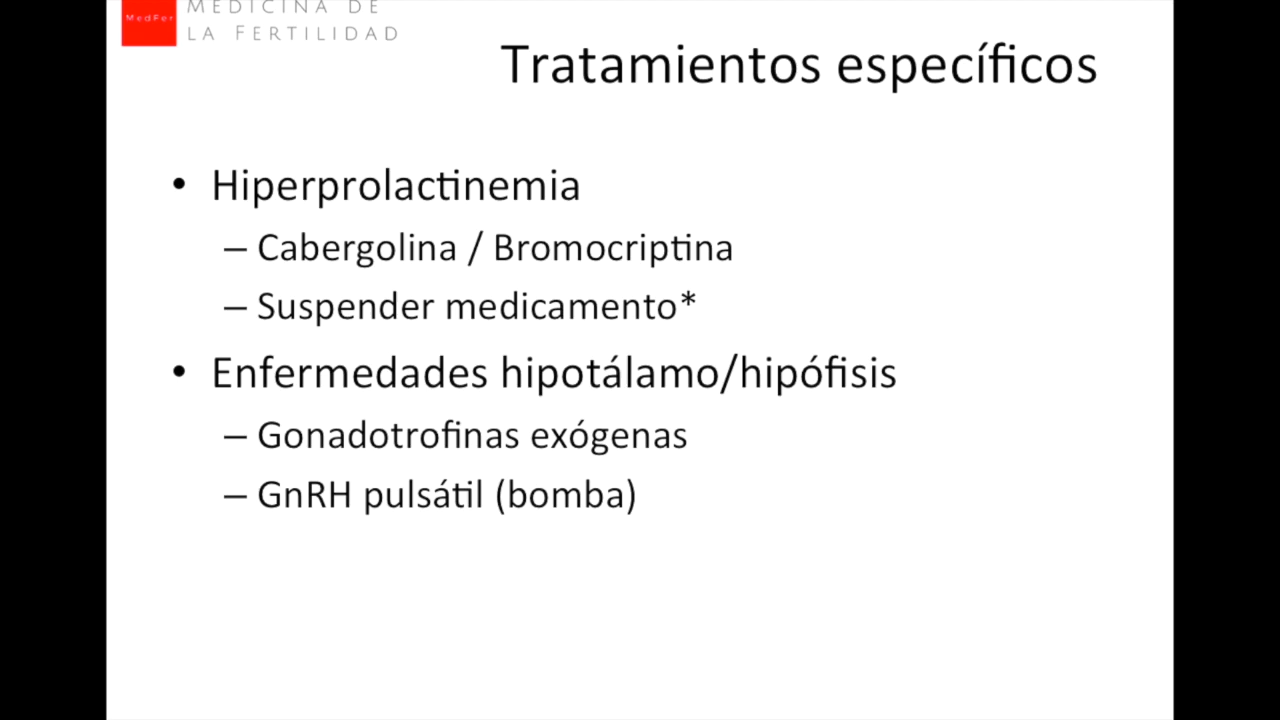 MedFer
MEDICINA DE
LA FERTILIDAD
Tratamientos específicos
• Hiperprolactinemia
– Cabergolina / Bromocriptina
– Suspender medicamento*
• Enfermedades hipotálamo/hipófisis
– Gonadotrofinas exógenas
– GnRH pulsátil (bomba)